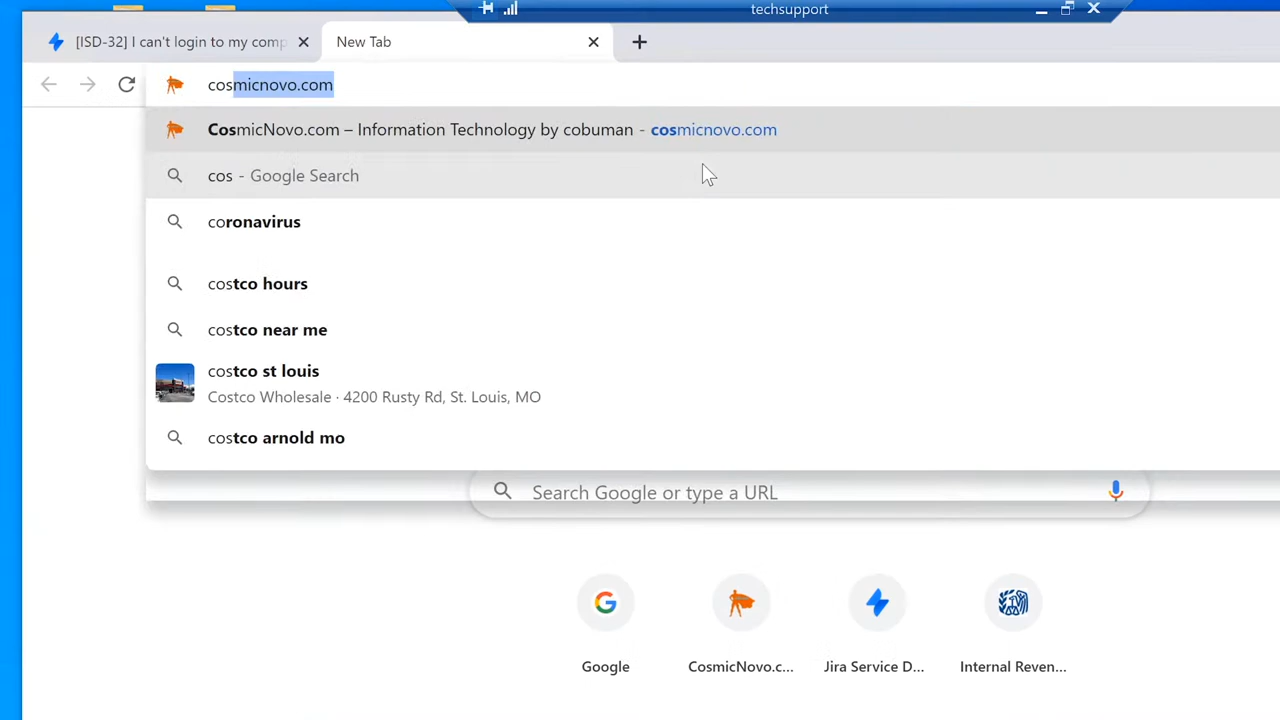 techsupport
[ISD-32] I can't login to my comp
New Tab
cosmicnovo.com
CosmicNovo.com – Information Technology by cobuman - cosmicnovo.com
cos - Google Search
coronavirus
costco hours
costco near me
costco st louis
Costco Wholesale · 4200 Rusty Rd, St. Louis, MO
costco arnold mo
Search Google or type a URL
Google
CosmicNovo.c...
Jira Service D...
Internal Reven...